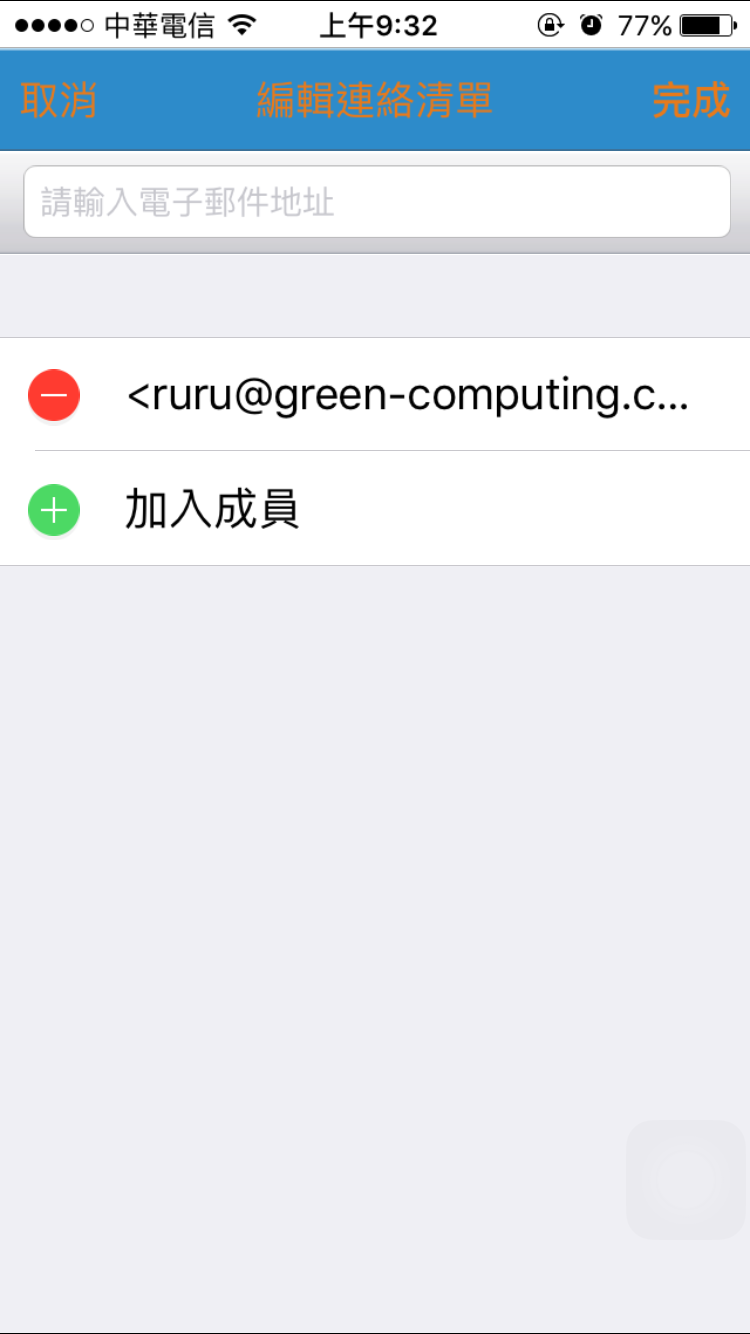 中華電信 上午9:32 77%
取消 編輯連絡清單 完成
請輸入電子郵件地址
<ruru@green-computing.c...
加入成員